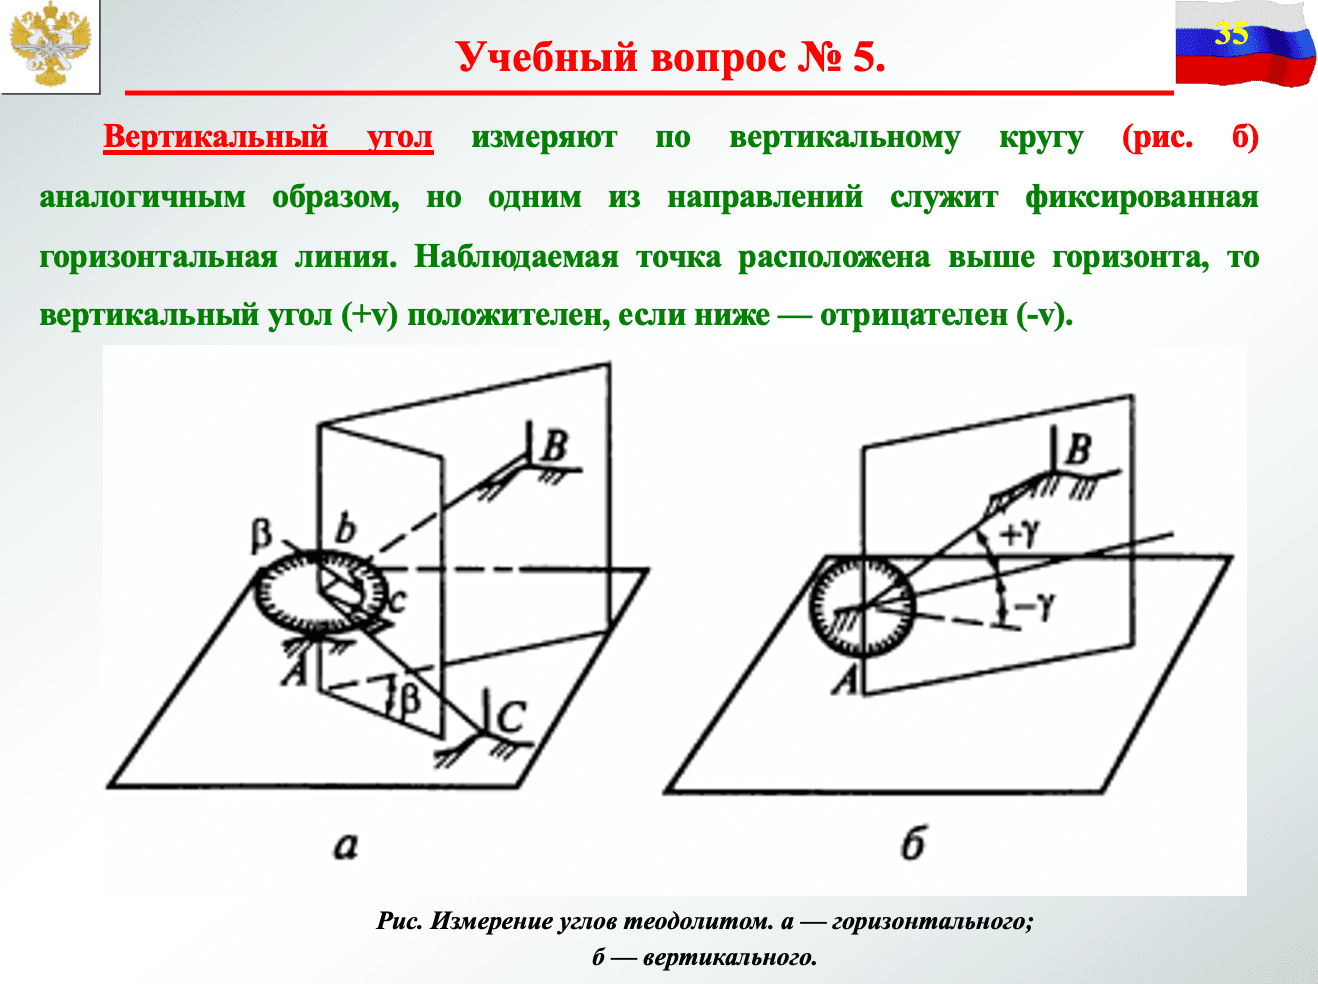 35
Учебный вопрос № 5.
Вертикальный угол измеряют по вертикальному кругу (рис. б)
аналогичным образом, но одним из направлений служит фиксированная
горизонтальная линия. Наблюдаемая точка расположена выше горизонта, то
вертикальный угол (+v) положителен, если ниже — отрицателен (-v).
B
β b
c
A
β
C
а
B
+γ
−γ
A
б
Рис. Измерение углов теодолитом. а — горизонтального;
б — вертикального.